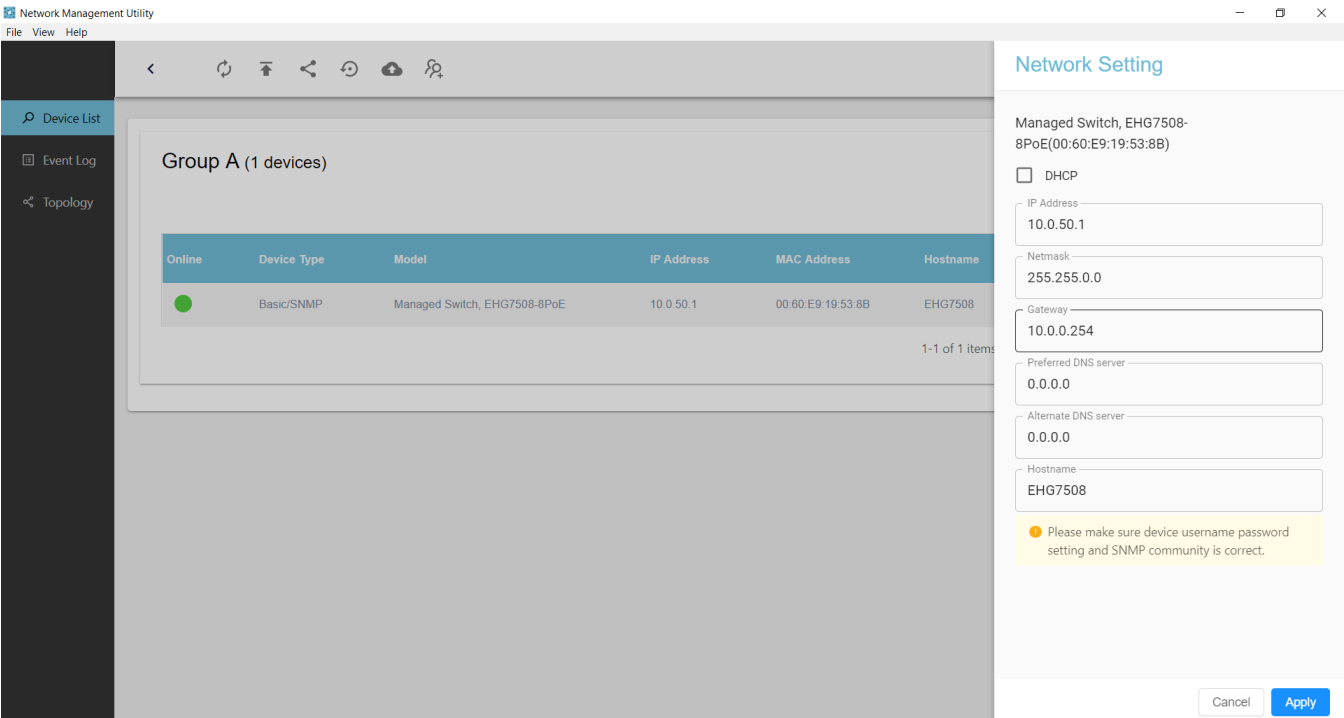 Network Management Utility
File View Help
Device List
Event Log
Topology
Group A (1 devices)
Online Device Type Model IP Address MAC Address Hostname
Basic/SNMP Managed Switch, EHG7508-8PoE 10.0.50.1 00:60:E9:19:53:8B EHG7508
1-1 of 1 items
Network Setting
Managed Switch, EHG7508-
8PoE(00:60:E9:19:53:8B)
DHCP
IP Address
10.0.50.1
Netmask
255.255.0.0
Gateway
10.0.0.254
Preferred DNS server
0.0.0.0
Alternate DNS server
0.0.0.0
Hostname
EHG7508
Please make sure device username password
setting and SNMP community is correct.
Cancel Apply